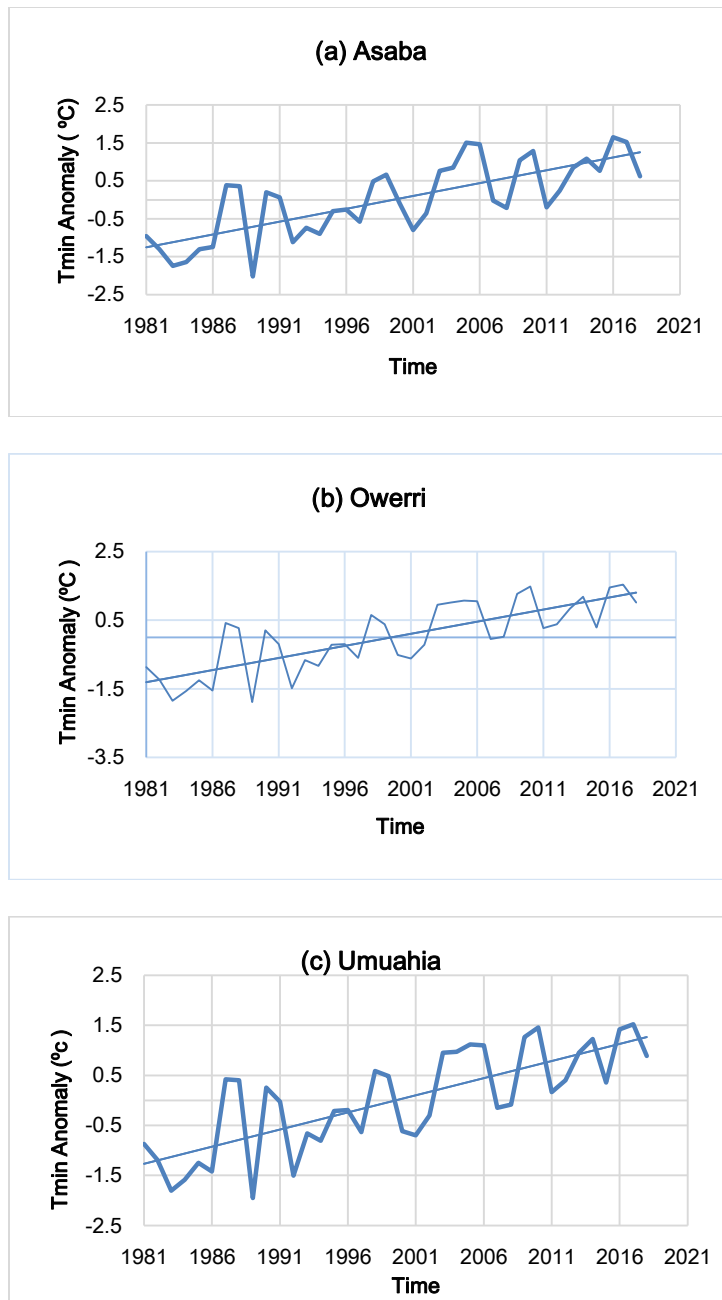 (a) Asaba
Tmin Anomaly ( ºC)
2.5
1.5
0.5
-0.5
-1.5
-2.5
1981 1986 1991 1996 2001 2006 2011 2016 2021
Time
(b) Owerri
Tmin Anomaly (ºC )
2.5
0.5
-1.5
-3.5
1981 1986 1991 1996 2001 2006 2011 2016 2021
Time
(c) Umuahia
Tmin Anomaly (ºc )
2.5
1.5
0.5
-0.5
-1.5
-2.5
1981 1986 1991 1996 2001 2006 2011 2016 2021
Time